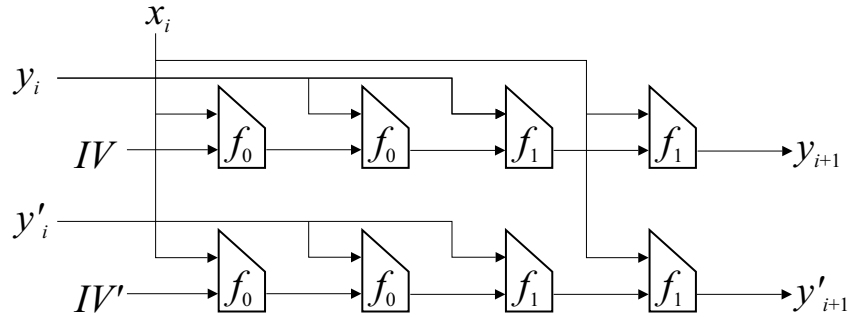 x_i
y_i
f_0 f_0 f_1 f_1
IV y_{i+1}
y'_i
f_0 f_0 f_1 f_1
IV' y'_{i+1}